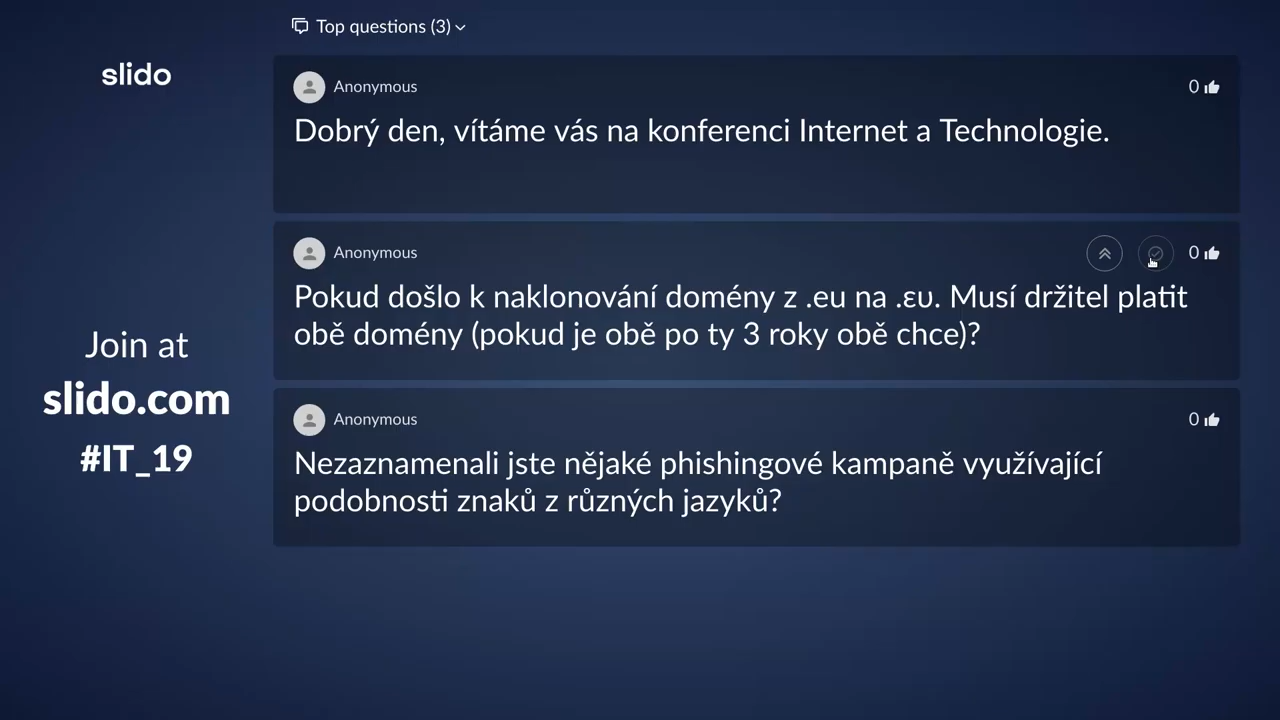 Top questions (3)
slido
Anonymous
0
Dobrý den, vítáme vás na konferenci Internet a Technologie.
Anonymous
0
Pokud došlo k naklonování domény z .eu na .ευ. Musí držitel platit
obě domény (pokud je obě po ty 3 roky obě chce)?
Join at
slido.com
#IT_19
Anonymous
0
Nezaznamenali jste nějaké phishingové kampaně využívající
podobnosti znaků z různých jazyků?